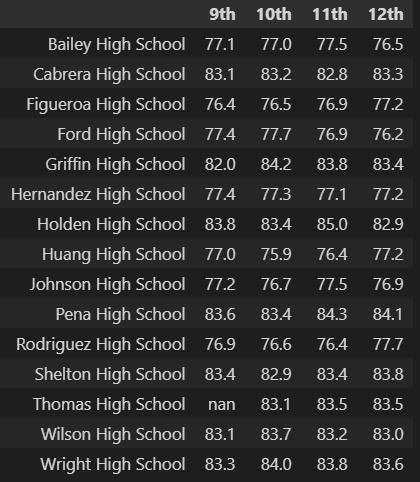 9th 10th 11th 12th
Bailey High School 77.1 77.0 77.5 76.5
Cabrera High School 83.1 83.2 82.8 83.3
Figueroa High School 76.4 76.5 76.9 77.2
Ford High School 77.4 77.7 76.9 76.2
Griffin High School 82.0 84.2 83.8 83.4
Hernandez High School 77.4 77.3 77.1 77.2
Holden High School 83.8 83.4 85.0 82.9
Huang High School 77.0 75.9 76.4 77.2
Johnson High School 77.2 76.7 77.5 76.9
Pena High School 83.6 83.4 84.3 84.1
Rodriguez High School 76.9 76.6 76.4 77.7
Shelton High School 83.4 82.9 83.4 83.8
Thomas High School nan 83.1 83.5 83.5
Wilson High School 83.1 83.7 83.2 83.0
Wright High School 83.3 84.0 83.8 83.6